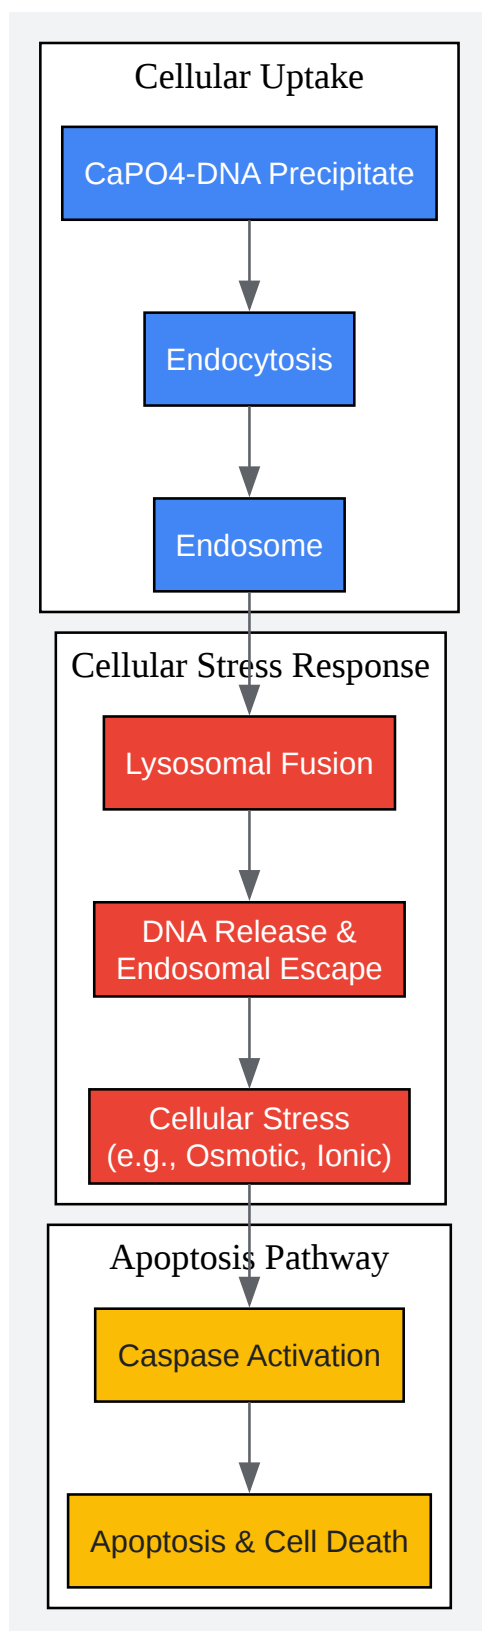 Cellular Uptake
CaPO4-DNA Precipitate
Endocytosis
Endosome
Cellular Stress Response
Lysosomal Fusion
DNA Release &
Endosomal Escape
Cellular Stress
(e.g., Osmotic, Ionic)
Apoptosis Pathway
Caspase Activation
Apoptosis & Cell Death